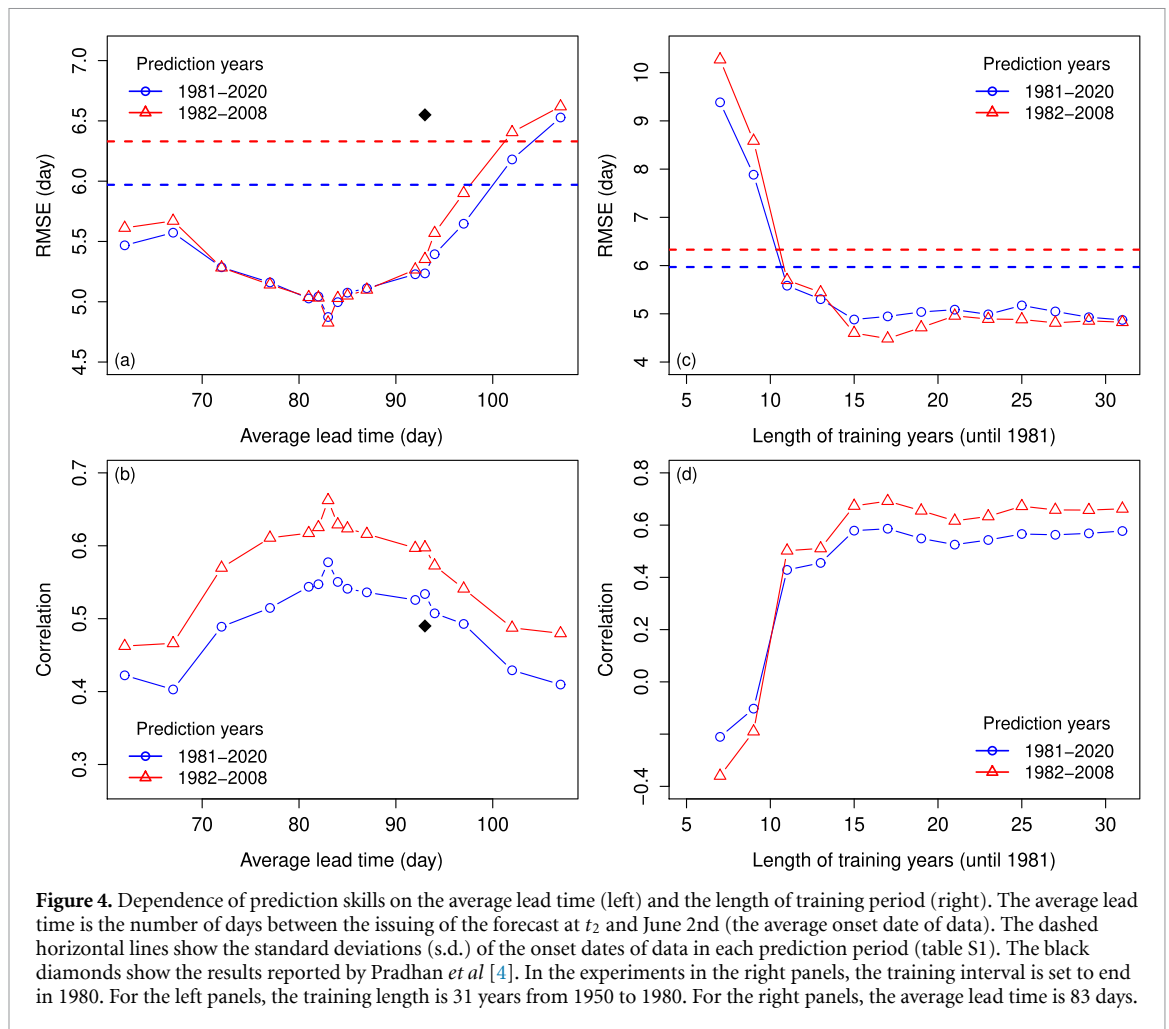 Prediction years
1981−2020
1982−2008
RMSE (day)
4.5 5.0 5.5 6.0 6.5 7.0
(a)
70 80 90 100
Average lead time (day)
Prediction years
1981−2020
1982−2008
RMSE (day)
4 5 6 7 8 9 10
(c)
5 10 15 20 25 30
Length of training years (until 1981)
(b)
Correlation
0.3 0.4 0.5 0.6 0.7
Prediction years
1981−2020
1982−2008
70 80 90 100
Average lead time (day)
(d)
Correlation
−0.4 0.0 0.2 0.4 0.6 0.8
Prediction years
1981−2020
1982−2008
5 10 15 20 25 30
Length of training years (until 1981)
Figure 4. Dependence of prediction skills on the average lead time (left) and the length of training period (right). The average lead
time is the number of days between the issuing of the forecast at t2 and June 2nd (the average onset date of data). The dashed
horizontal lines show the standard deviations (s.d.) of the onset dates of data in each prediction period (table S1). The black
diamonds show the results reported by Pradhan et al [4]. In the experiments in the right panels, the training interval is set to end
in 1980. For the left panels, the training length is 31 years from 1950 to 1980. For the right panels, the average lead time is 83 days.